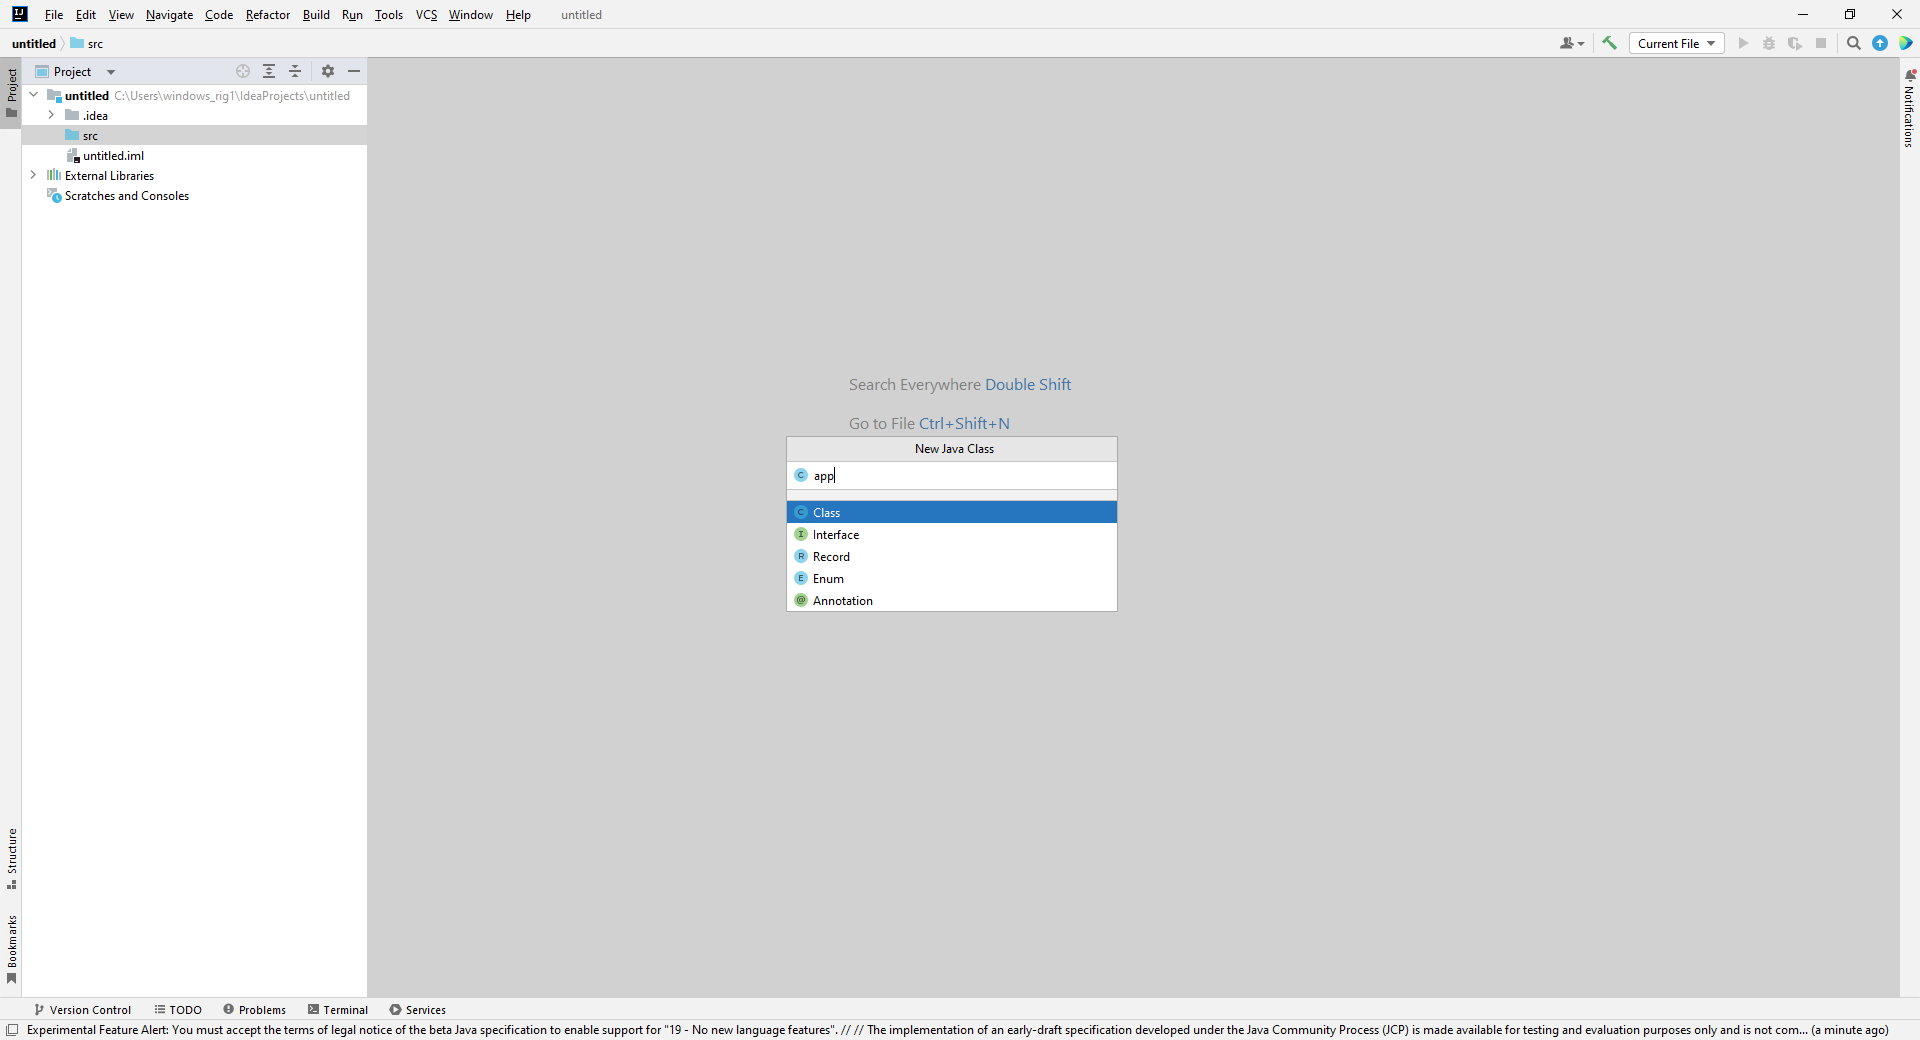 File Edit View Navigate Code Refactor Build Run Tools VCS Window Help untitled
untitled src
Current File
Project
Project
untitled C:\Users\windows_rig1\IdeaProjects\untitled
.idea
src
untitled.iml
External Libraries
Scratches and Consoles
Notifications
Search Everywhere Double Shift
Go to File Ctrl+Shift+N
New Java Class
C app
C Class
I Interface
R Record
E Enum
@ Annotation
Structure
Bookmarks
Version Control TODO Problems Terminal Services
Experimental Feature Alert: You must accept the terms of legal notice of the beta Java specification to enable support for "19 - No new language features". // // The implementation of an early-draft specification developed under the Java Community Process (JCP) is made available for testing and evaluation purposes only and is not com... (a minute ago)